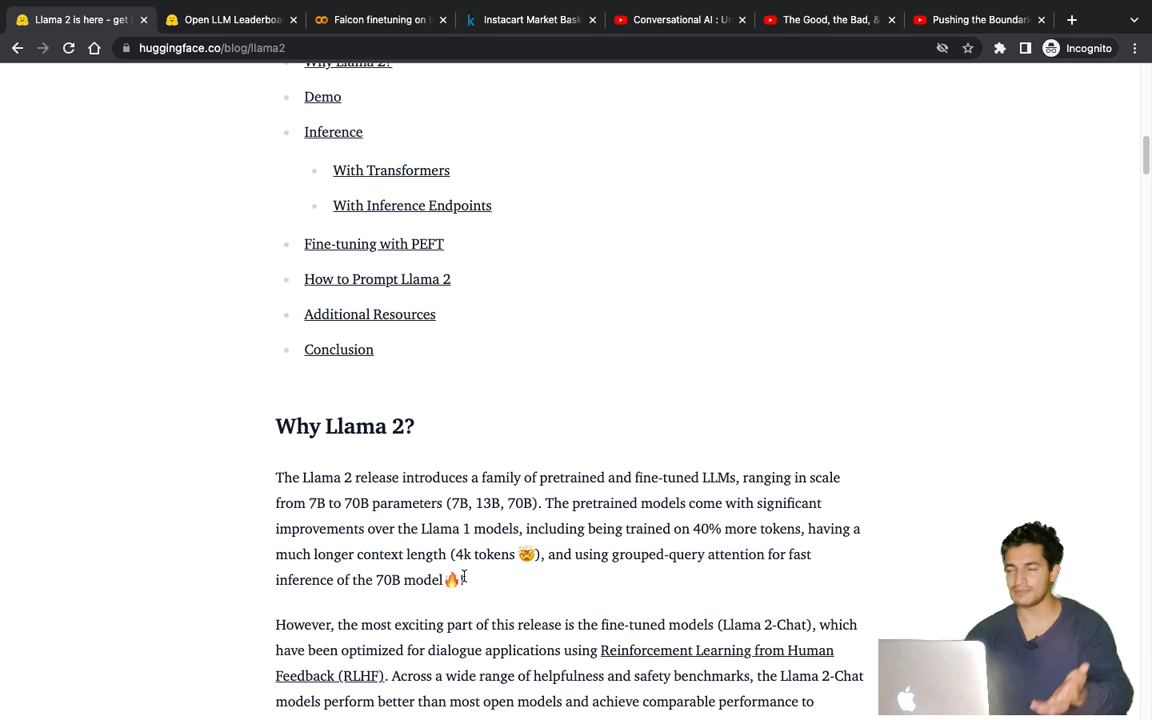 Llama 2 is here - get i
Open LLM Leaderboa
Falcon finetuning on
Instacart Market Bask
Conversational AI : Un
The Good, the Bad, &
Pushing the Boundari
huggingface.co/blog/llama2
Incognito
Why Llama 2?
Demo
Inference
With Transformers
With Inference Endpoints
Fine-tuning with PEFT
How to Prompt Llama 2
Additional Resources
Conclusion
Why Llama 2?
The Llama 2 release introduces a family of pretrained and fine-tuned LLMs, ranging in scale
from 7B to 70B parameters (7B, 13B, 70B). The pretrained models come with significant
improvements over the Llama 1 models, including being trained on 40% more tokens, having a
much longer context length (4k tokens 🤯), and using grouped-query attention for fast
inference of the 70B model🔥!
However, the most exciting part of this release is the fine-tuned models (Llama 2-Chat), which
have been optimized for dialogue applications using Reinforcement Learning from Human
Feedback (RLHF). Across a wide range of helpfulness and safety benchmarks, the Llama 2-Chat
models perform better than most open models and achieve comparable performance to